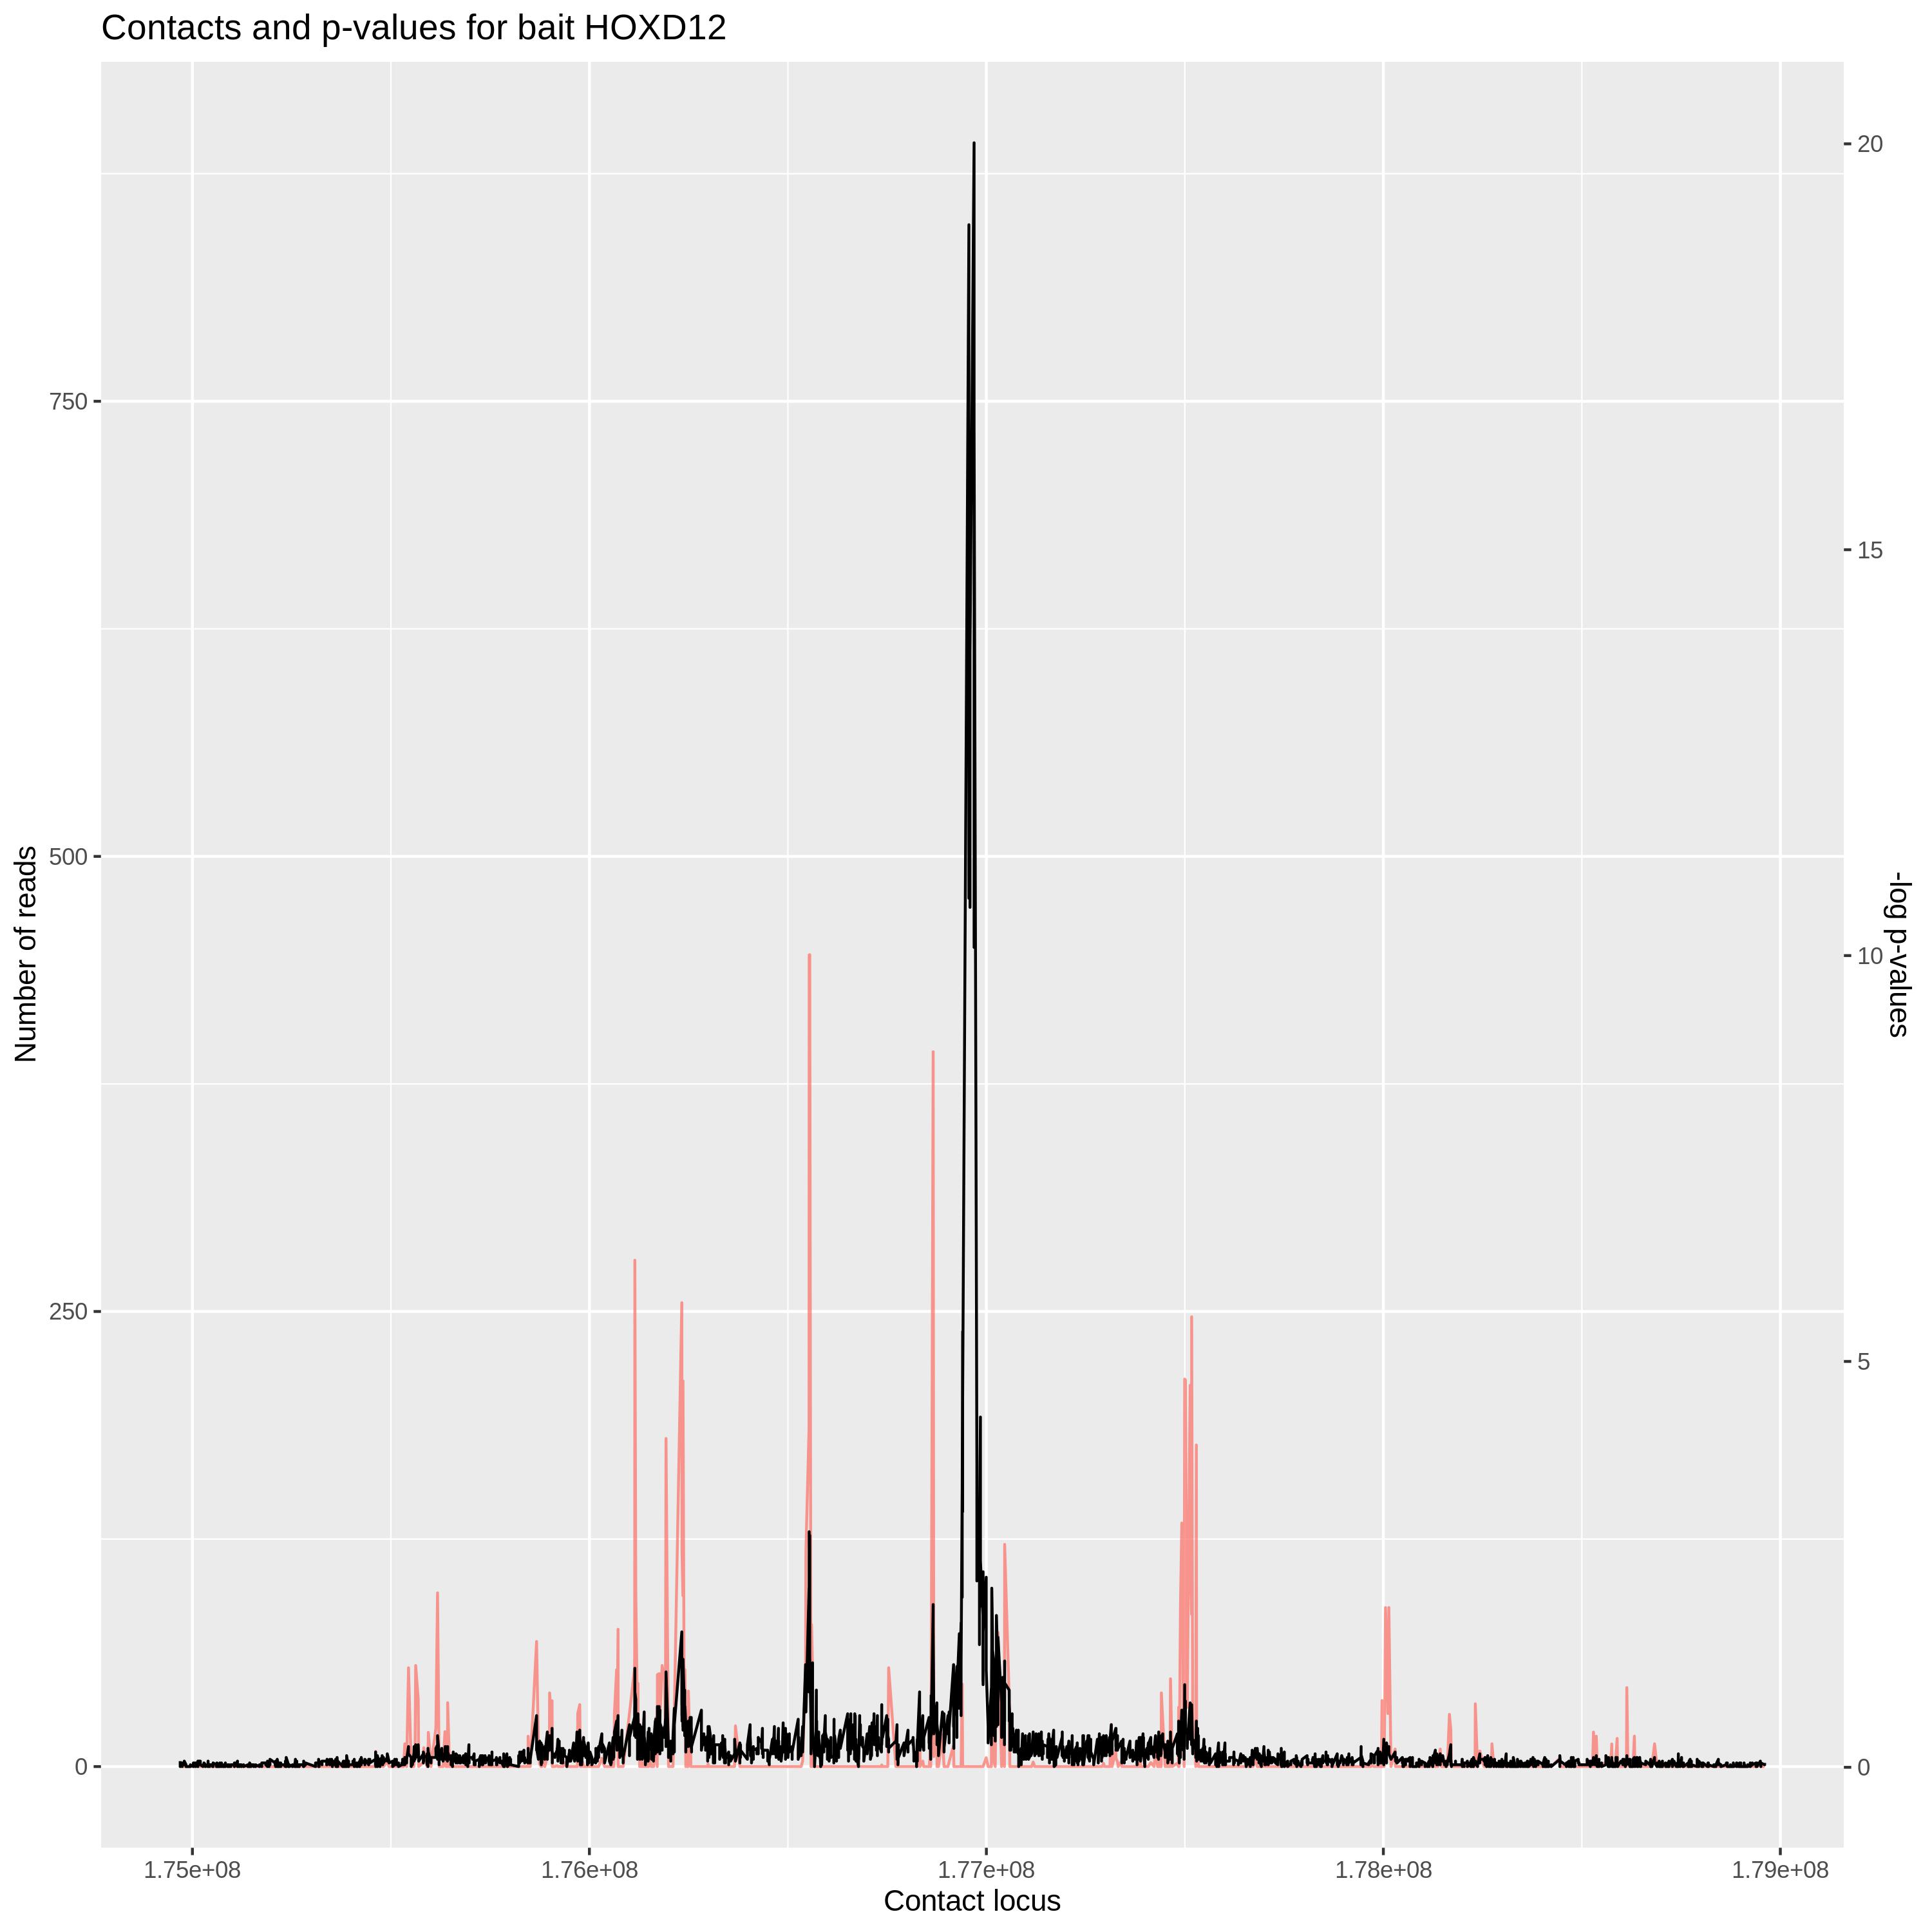 Contacts and p-values for bait HOXD12
Number of reads
750
500
250
0
20
15
10
5
0
-log p-values
1.75e+08 1.76e+08 1.77e+08 1.78e+08 1.79e+08
Contact locus